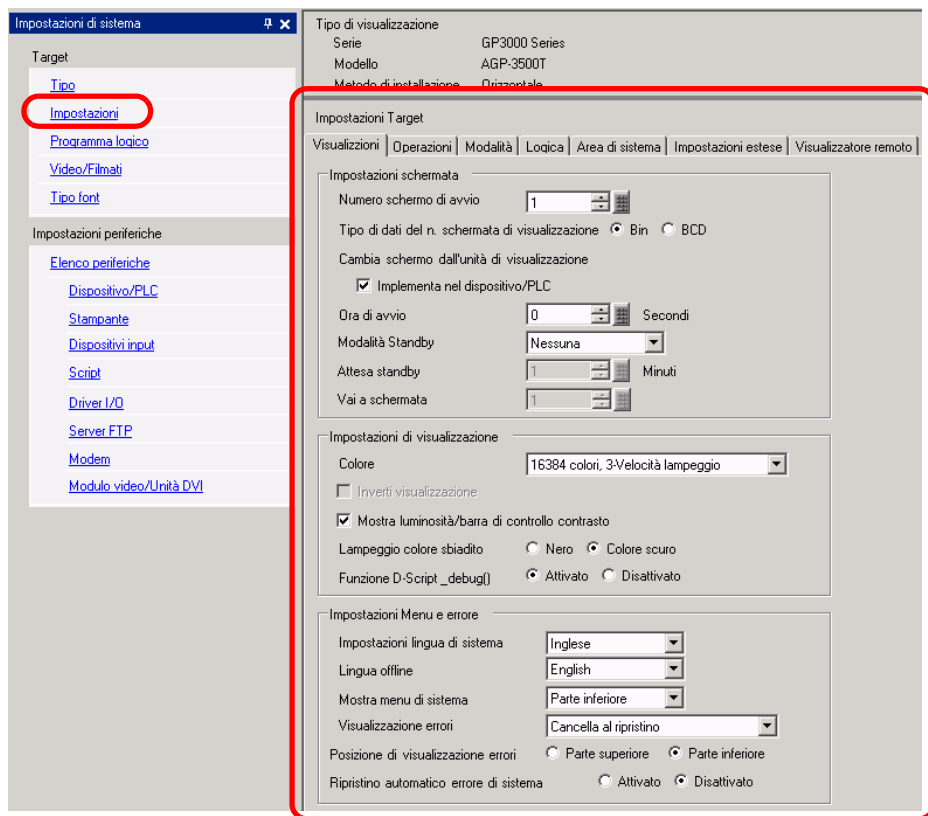 Impostazioni di sistema
Target
Tipo
Impostazioni
Programma logico
Video/Filmati
Tipo font
Impostazioni periferiche
Elenco periferiche
Dispositivo/PLC
Stampante
Dispositivi input
Script
Driver I/O
Server FTP
Modem
Modulo video/Unità DVI
Tipo di visualizzazione
Serie GP3000 Series
Modello AGP-3500T
Metodo di installazione Orizzontale
Impostazioni Target
Visualizzioni Operazioni Modalità Logica Area di sistema Impostazioni estese Visualizzatore remoto
Impostazioni schermata
Numero schermo di avvio 1
Tipo di dati del n. schermata di visualizzazione Bin BCD
Cambia schermo dall'unità di visualizzazione
Implementa nel dispositivo/PLC
Ora di avvio 0 Secondi
Modalità Standby Nessuna
Attesa standby 1 Minuti
Vai a schermata 1
Impostazioni di visualizzazione
Colore 16384 colori, 3-Velocità lampeggio
Inverti visualizzazione
Mostra luminosità/barra di controllo contrasto
Lampeggio colore sbiadito Nero Colore scuro
Funzione D-Script _debug() Attivato Disattivato
Impostazioni Menu e errore
Impostazioni lingua di sistema Inglese
Lingua offline English
Mostra menu di sistema Parte inferiore
Visualizzazione errori Cancella al ripristino
Posizione di visualizzazione errori Parte superiore Parte inferiore
Ripristino automatico errore di sistema Attivato Disattivato